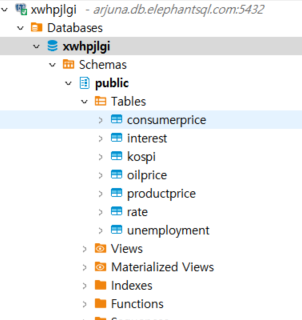 xwhpjlgi - arjuna.db.elephantsql.com:5432
Databases
xwhpjlgi
Schemas
public
Tables
consumerprice
interest
kospi
oilprice
productprice
rate
unemployment
Views
Materialized Views
Indexes
Functions